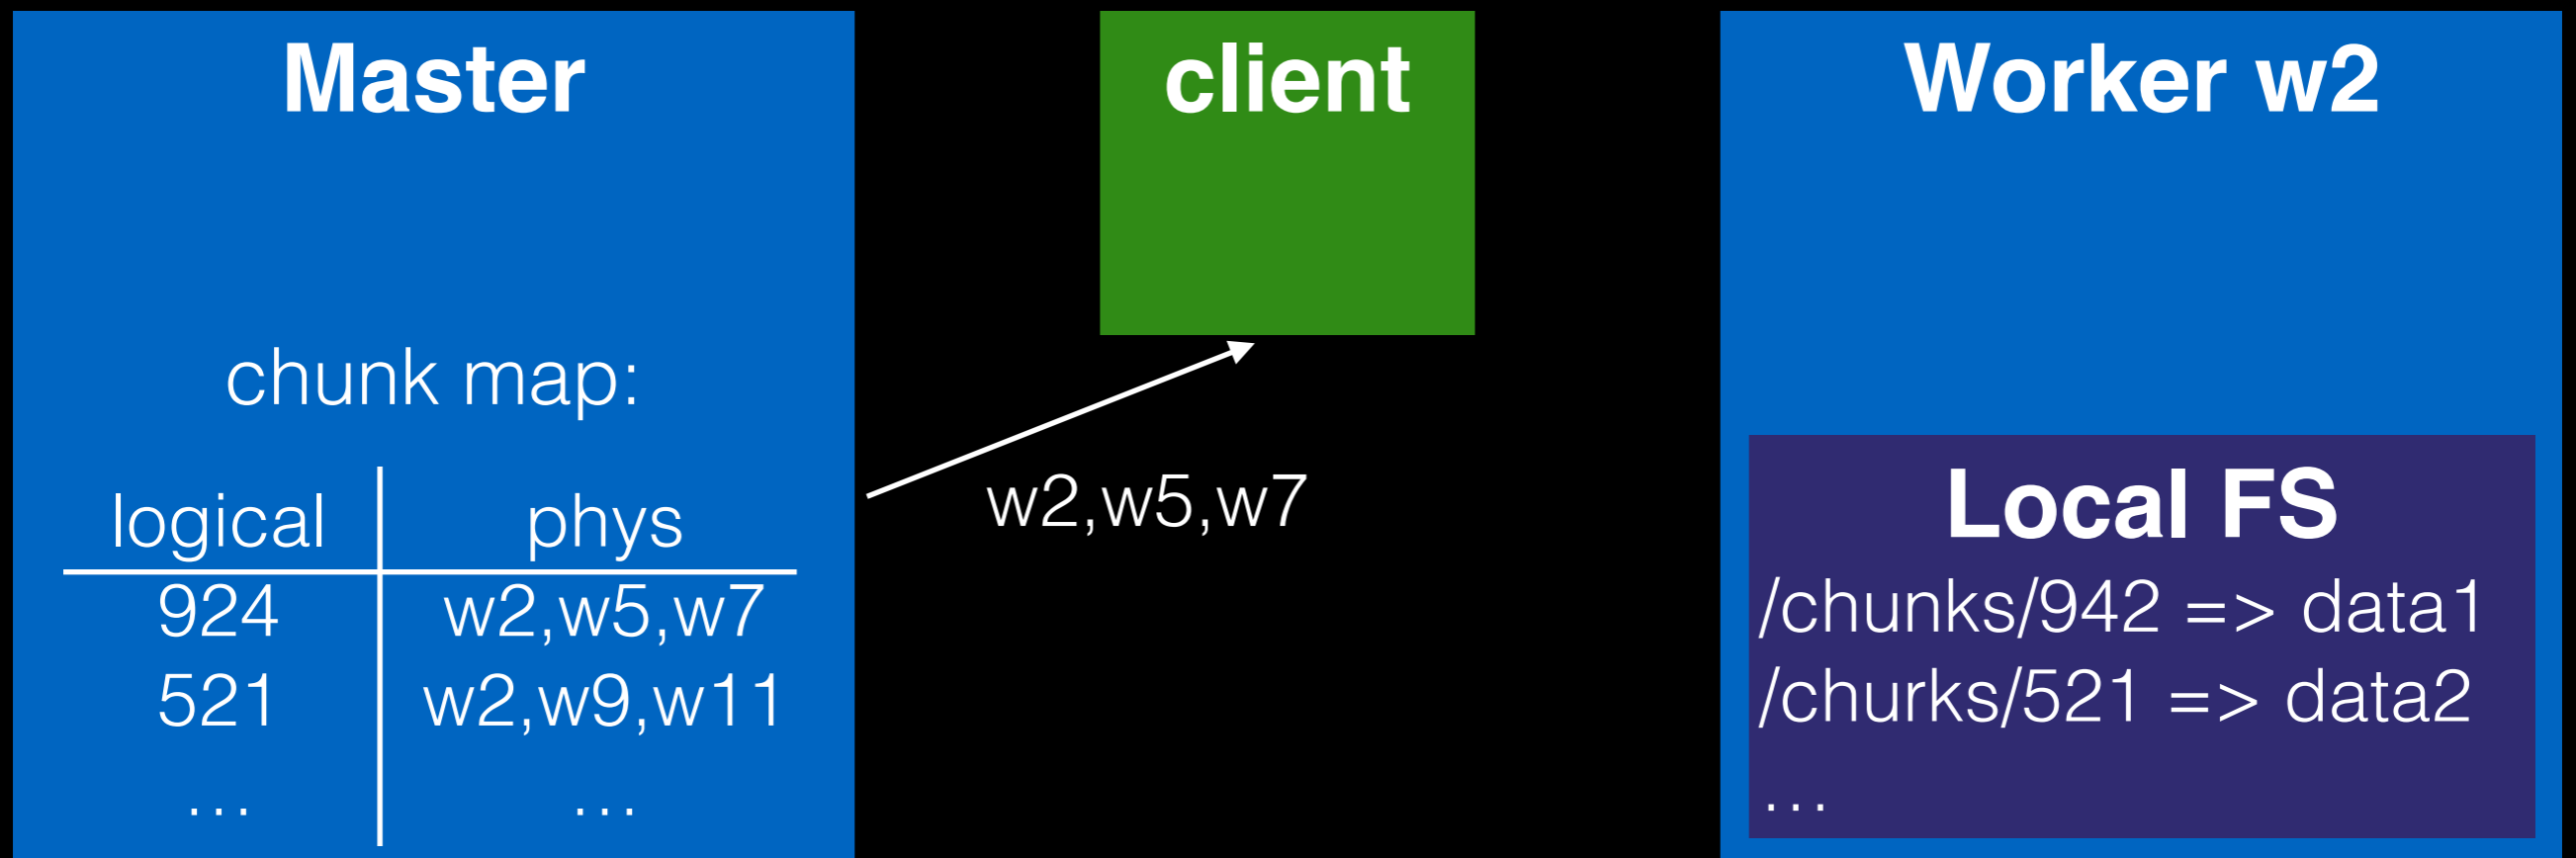 Master
chunk map:
logical phys
924 w2,w5,w7
521 w2,w9,w11
… …
client
w2,w5,w7
Worker w2
Local FS
/chunks/942 => data1
/churks/521 => data2
…